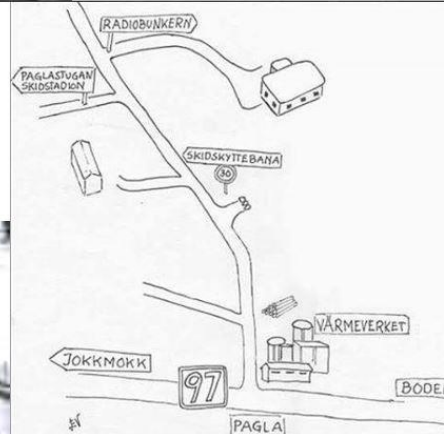 RADIOBUNKERN
PAGLASTUGAN
SKIDSTADION
SKIDSKYTTEBANA
30
VÄRMEVERKET
JOKKMOKK
97
BODEN
PAGLA